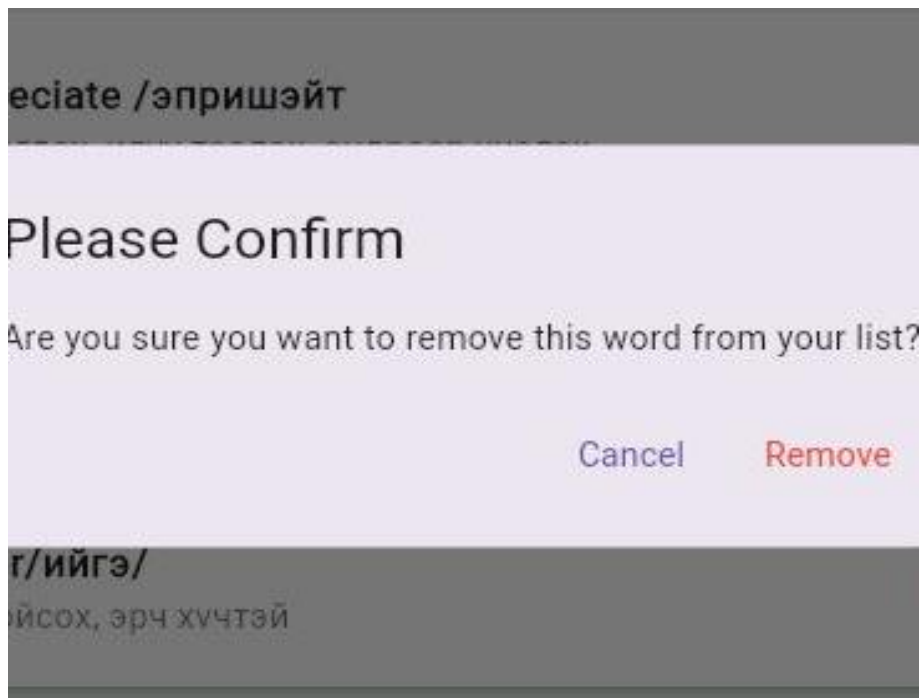 eciate /эпришэйт
Please Confirm
Are you sure you want to remove this word from your list?
Cancel Remove
r/ийгэ/
ойсох, эрч хүчтэй